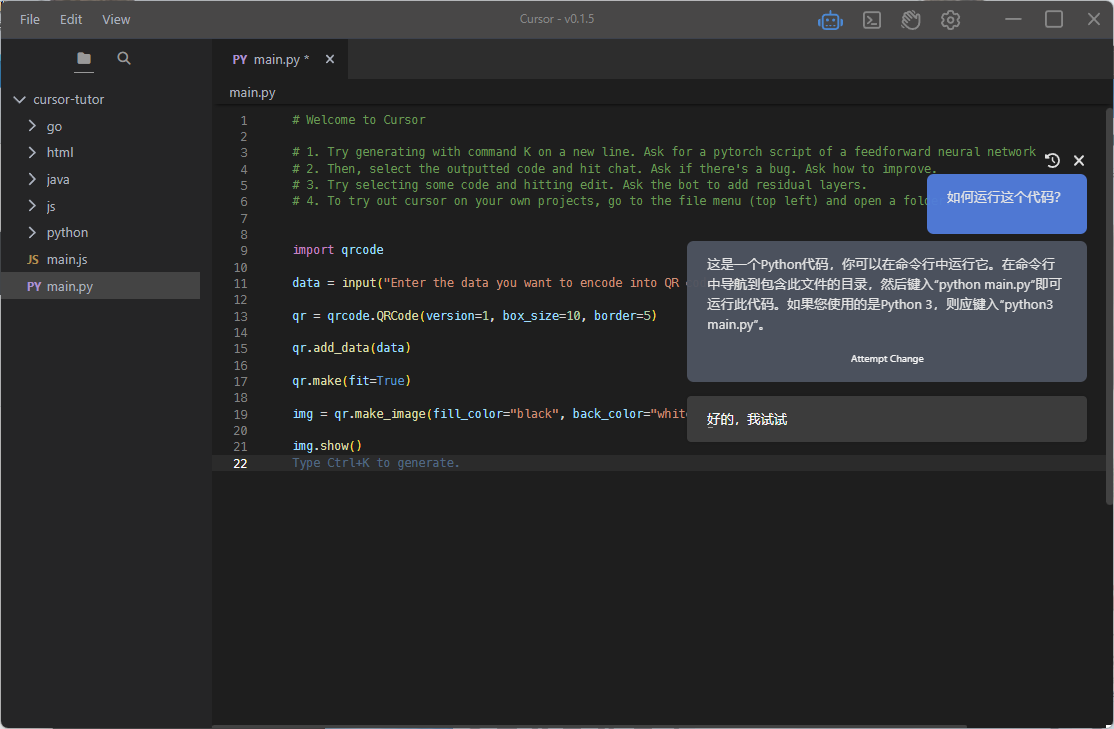 File Edit View
Cursor - v0.1.5
PY main.py * ×
cursor-tutor
go
html
java
js
python
JS main.js
PY main.py
main.py
1 # Welcome to Cursor
2
3 # 1. Try generating with command K on a new line. Ask for a pytorch script of a feedforward neural network
4 # 2. Then, select the outputted code and hit chat. Ask if there's a bug. Ask how to improve.
5 # 3. Try selecting some code and hitting edit. Ask the bot to add residual layers.
6 # 4. To try out cursor on your own projects, go to the file menu (top left) and open a fol
7
8
9 import qrcode
10
11 data = input("Enter the data you want to encode into QR
12
13 qr = qrcode.QRCode(version=1, box_size=10, border=5)
14
15 qr.add_data(data)
16
17 qr.make(fit=True)
18
19 img = qr.make_image(fill_color="black", back_color="whit
20
21 img.show()
22 Type Ctrl+K to generate.
如何运行这个代码?
这是一个Python代码，你可以在命令行中运行它。在命令行
中导航到包含此文件的目录，然后键入“python main.py”即可
运行此代码。如果您使用的是Python 3，则应键入“python3
main.py”。
Attempt Change
好的，我试试